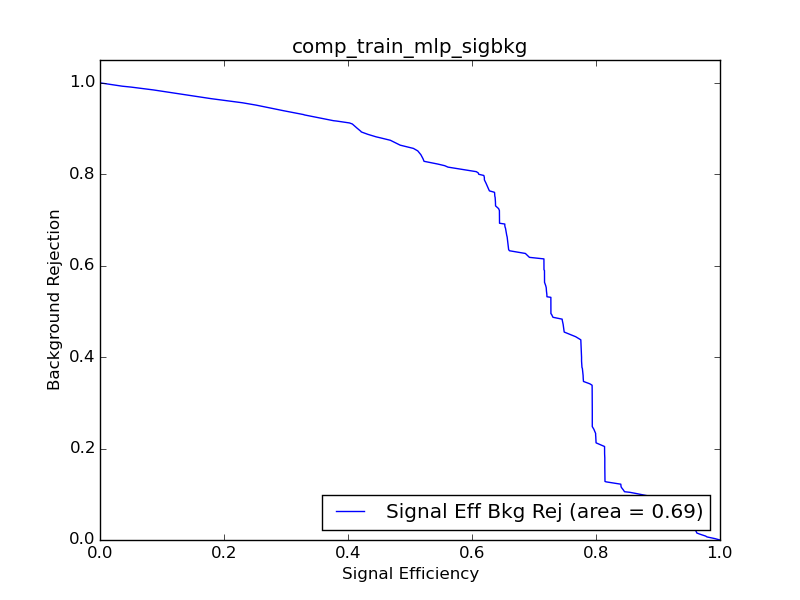 comp_train_mlp_sigbkg
1.0
0.8
0.6
0.4
0.2
0.0
Background Rejection
Signal Eff Bkg Rej (area = 0.69)
0.0 0.2 0.4 0.6 0.8 1.0
Signal Efficiency